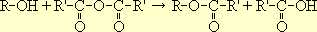 R-OH + R'-C(=O)-O-C(=O)-R' → R-O-C(=O)-R' + R'-C(=O)-OH